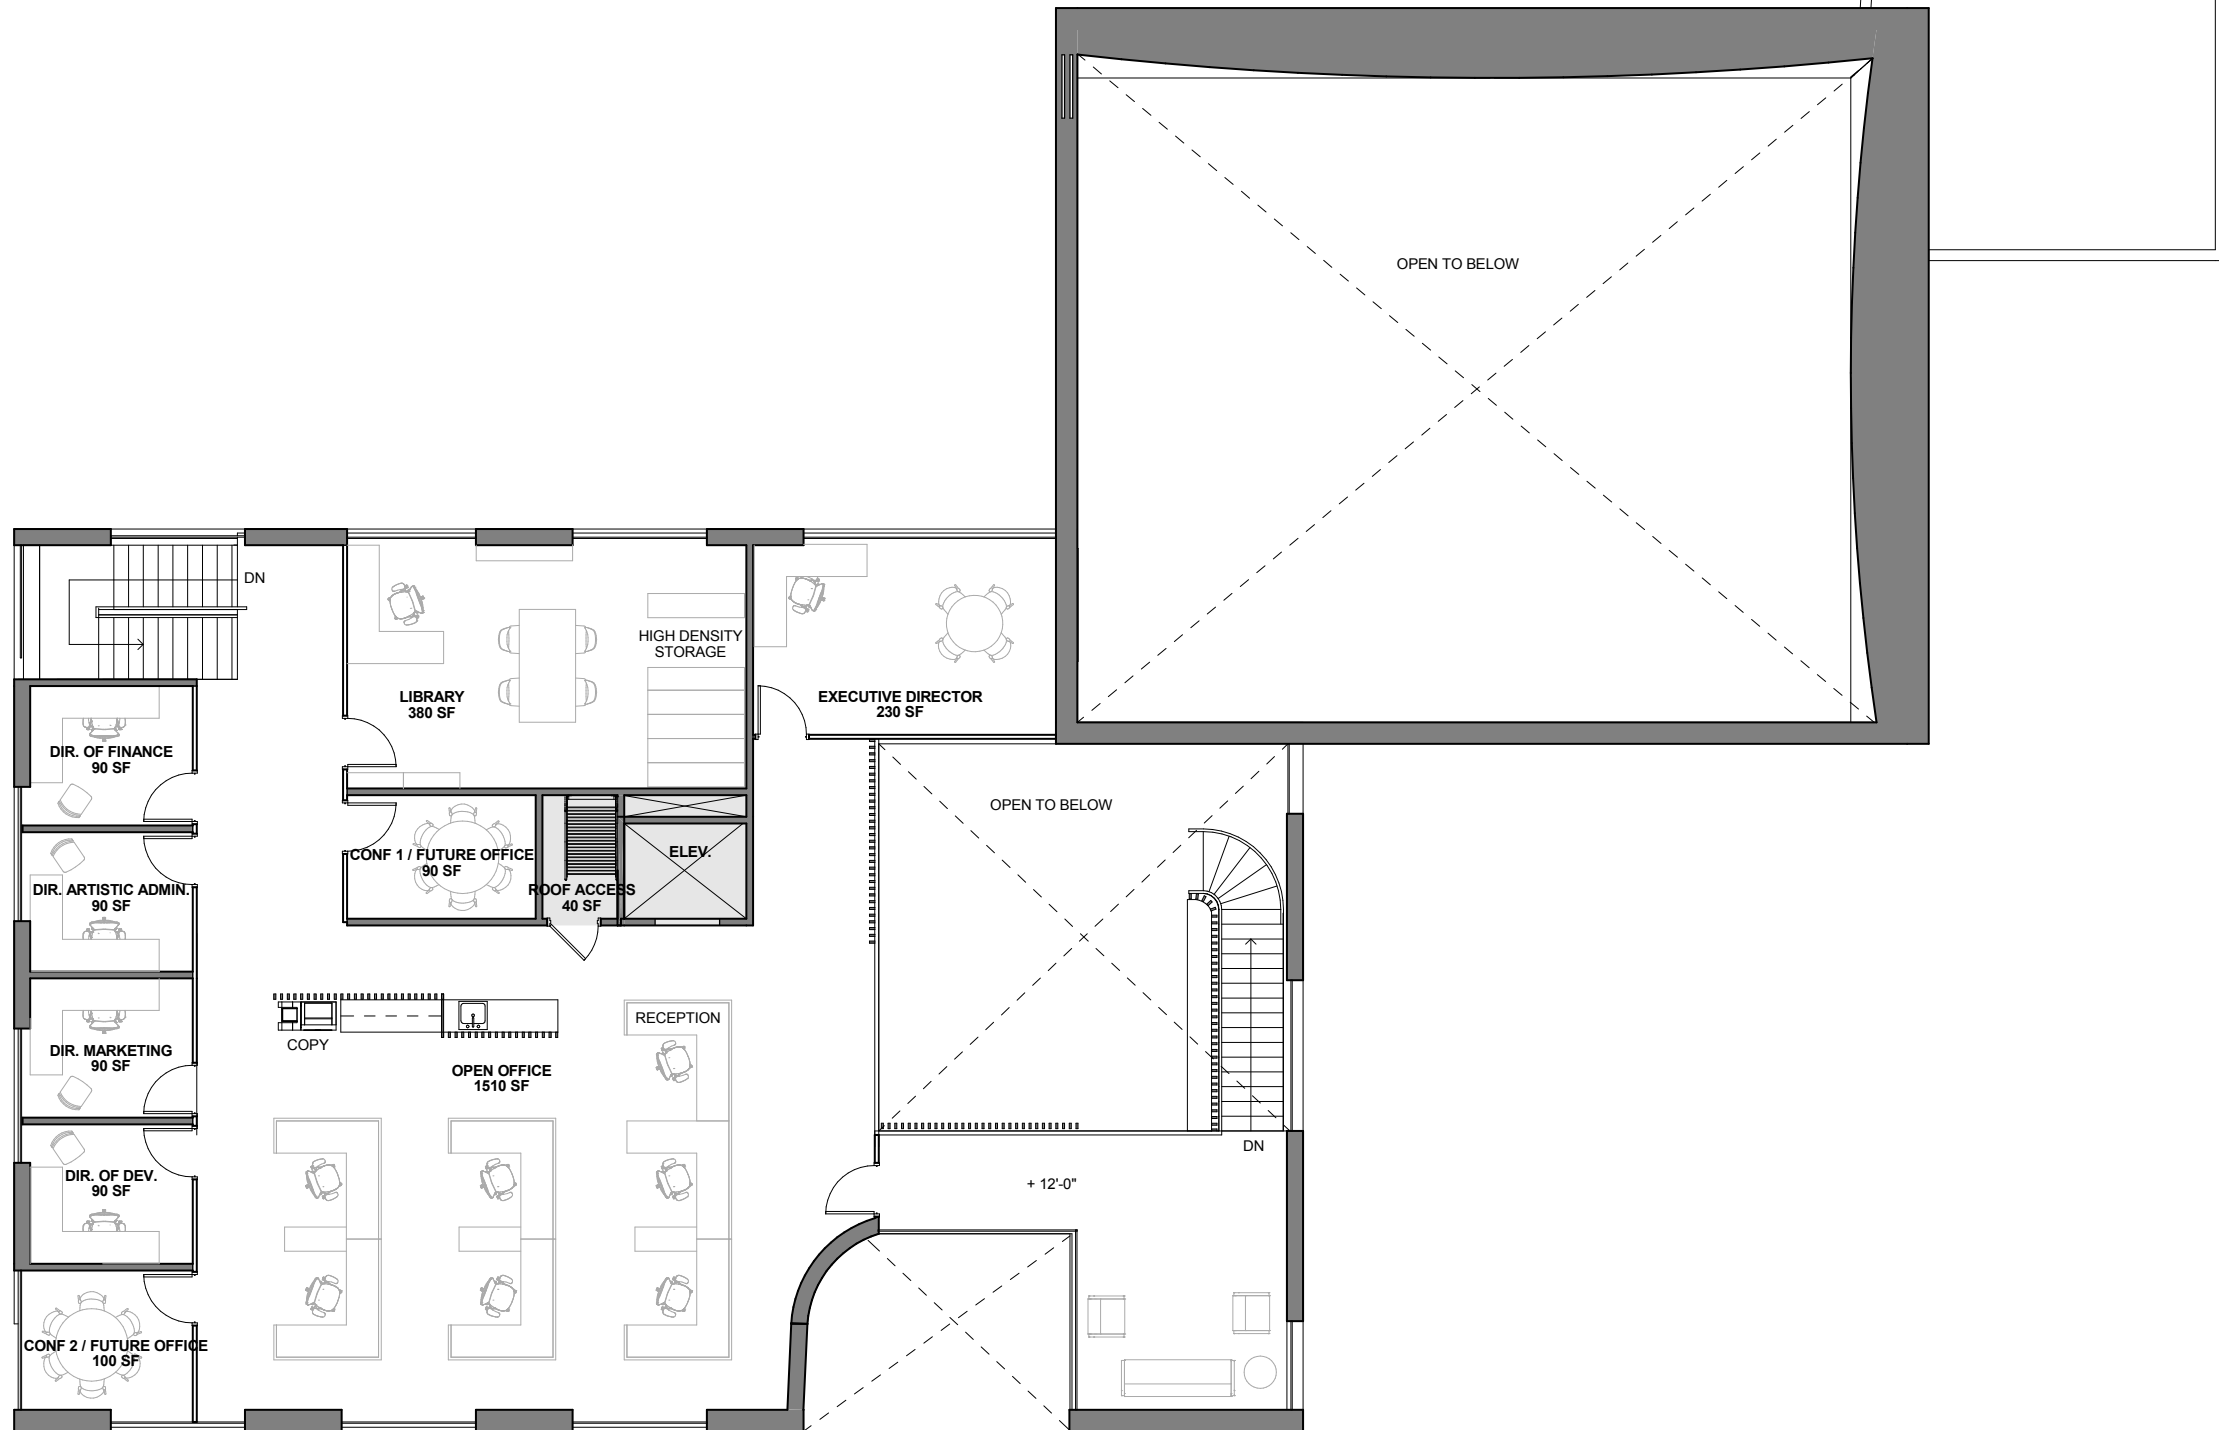 OPEN TO BELOW
DN
HIGH DENSITY
STORAGE
LIBRARY
380 SF
EXECUTIVE DIRECTOR
230 SF
DIR. OF FINANCE
90 SF
OPEN TO BELOW
CONF 1 / FUTURE OFFICE
90 SF
ELEV.
ROOF ACCESS
40 SF
DIR. ARTISTIC ADMIN.
90 SF
RECEPTION
COPY
DIR. MARKETING
90 SF
OPEN OFFICE
1510 SF
DN
DIR. OF DEV.
90 SF
+ 12'-0"
CONF 2 / FUTURE OFFICE
100 SF